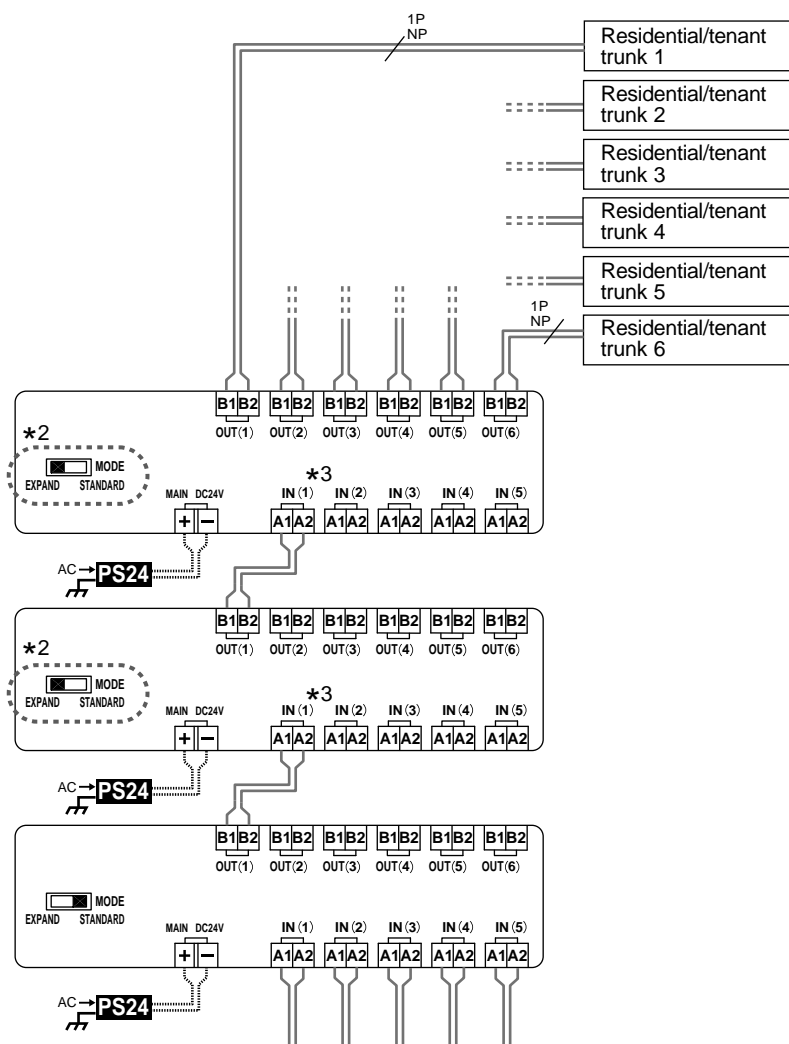 1P
NP
Residential/tenant
trunk 1
Residential/tenant
trunk 2
Residential/tenant
trunk 3
Residential/tenant
trunk 4
Residential/tenant
trunk 5
1P
NP
Residential/tenant
trunk 6
B1 B2 B1 B2 B1 B2 B1 B2 B1 B2 B1 B2
OUT(1) OUT(2) OUT(3) OUT(4) OUT(5) OUT(6)
*2
MODE
EXPAND STANDARD
*3
MAIN DC24V IN(1) IN(2) IN(3) IN(4) IN(5)
+ − A1 A2 A1 A2 A1 A2 A1 A2 A1 A2
AC→ PS24
B1 B2 B1 B2 B1 B2 B1 B2 B1 B2 B1 B2
OUT(1) OUT(2) OUT(3) OUT(4) OUT(5) OUT(6)
*2
MODE
EXPAND STANDARD
*3
MAIN DC24V IN(1) IN(2) IN(3) IN(4) IN(5)
+ − A1 A2 A1 A2 A1 A2 A1 A2 A1 A2
AC→ PS24
B1 B2 B1 B2 B1 B2 B1 B2 B1 B2 B1 B2
OUT(1) OUT(2) OUT(3) OUT(4) OUT(5) OUT(6)
MODE
EXPAND STANDARD
MAIN DC24V IN(1) IN(2) IN(3) IN(4) IN(5)
+ − A1 A2 A1 A2 A1 A2 A1 A2 A1 A2
AC→ PS24